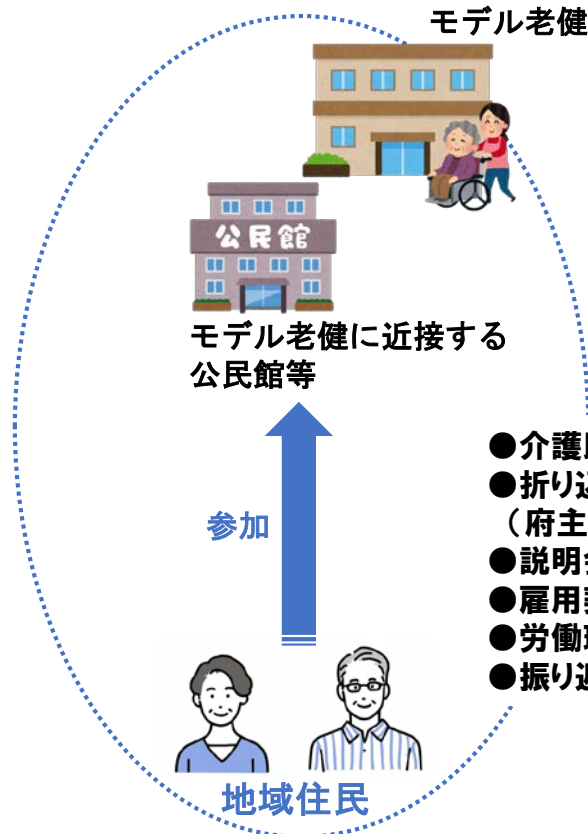 モデル老健
公民館
モデル老健に近接する
公民館等
参加
●介護
●折り
（府主
●説明
●雇用
●労働
●振り
地域住民